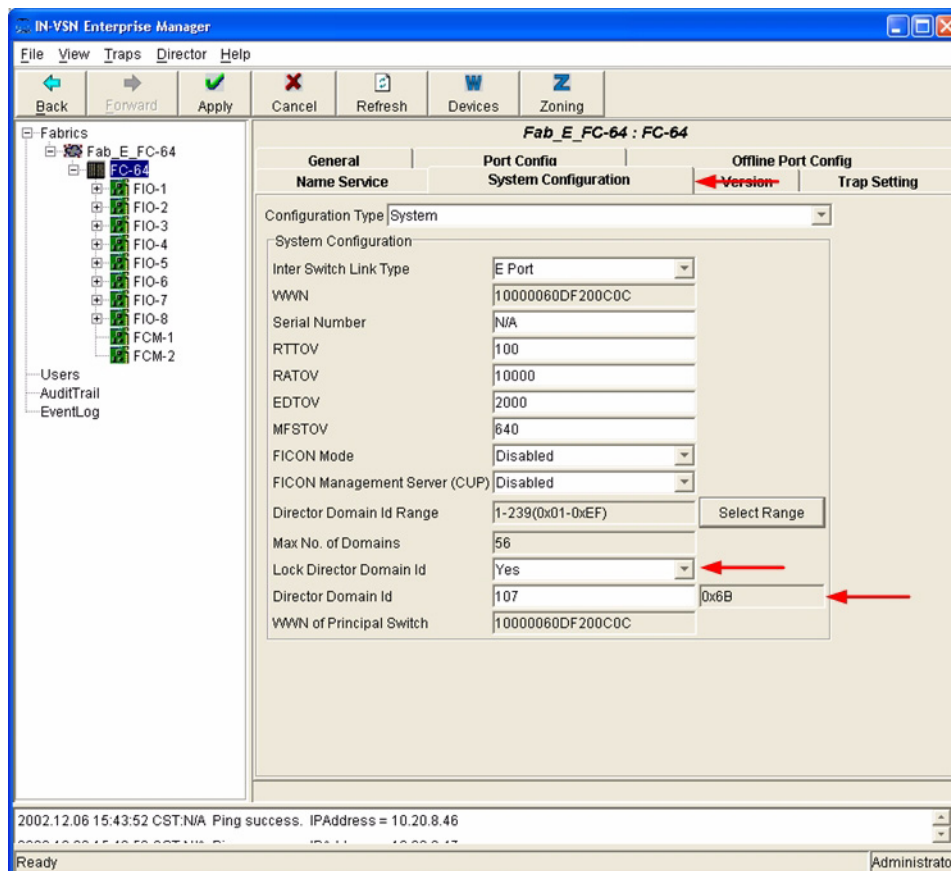 IN-VSN Enterprise Manager
File View Traps Director Help
Back Forward Apply Cancel Refresh Devices Zoning
Fabrics
Fab_E_FC-64
FC-64
FIO-1
FIO-2
FIO-3
FIO-4
FIO-5
FIO-6
FIO-7
FIO-8
FCM-1
FCM-2
Users
AuditTrail
EventLog
Fab_E_FC-64 : FC-64
General Port Config Offline Port Config
Name Service System Configuration Version Trap Setting
Configuration Type System
System Configuration
Inter Switch Link Type E Port
WWN 10000060DF200C0C
Serial Number N/A
RTTOV 100
RATOV 10000
EDTOV 2000
MFSTOV 640
FICON Mode Disabled
FICON Management Server (CUP) Disabled
Director Domain Id Range 1-239(0x01-0xEF) Select Range
Max No. of Domains 56
Lock Director Domain Id Yes
Director Domain Id 107 0x6B
WWN of Principal Switch 10000060DF200C0C
2002.12.06 15:43:52 CST:N/A Ping success. IPAddress = 10.20.8.46
Ready Administrato